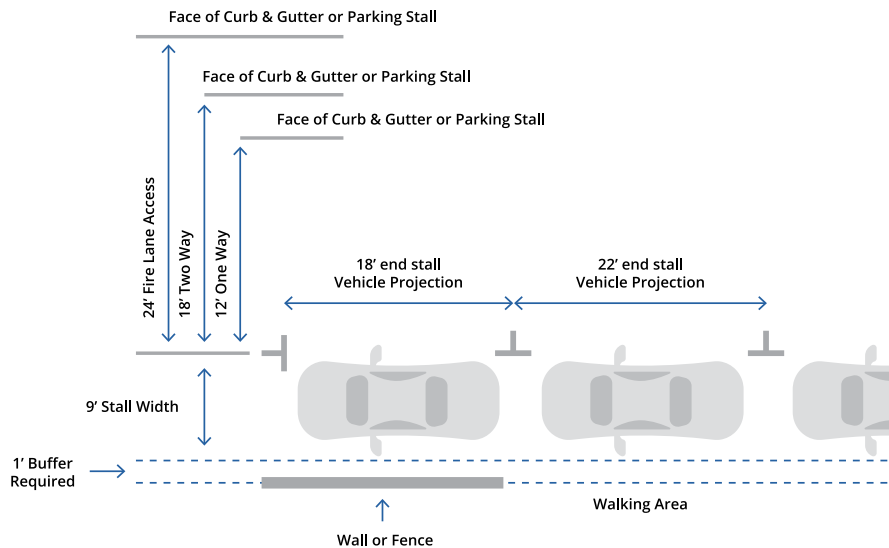 Face of Curb & Gutter or Parking Stall
Face of Curb & Gutter or Parking Stall
Face of Curb & Gutter or Parking Stall
24' Fire Lane Access
18' Two Way
12' One Way
18' end stall
Vehicle Projection
22' end stall
Vehicle Projection
9' Stall Width
1' Buffer
Required
Walking Area
Wall or Fence